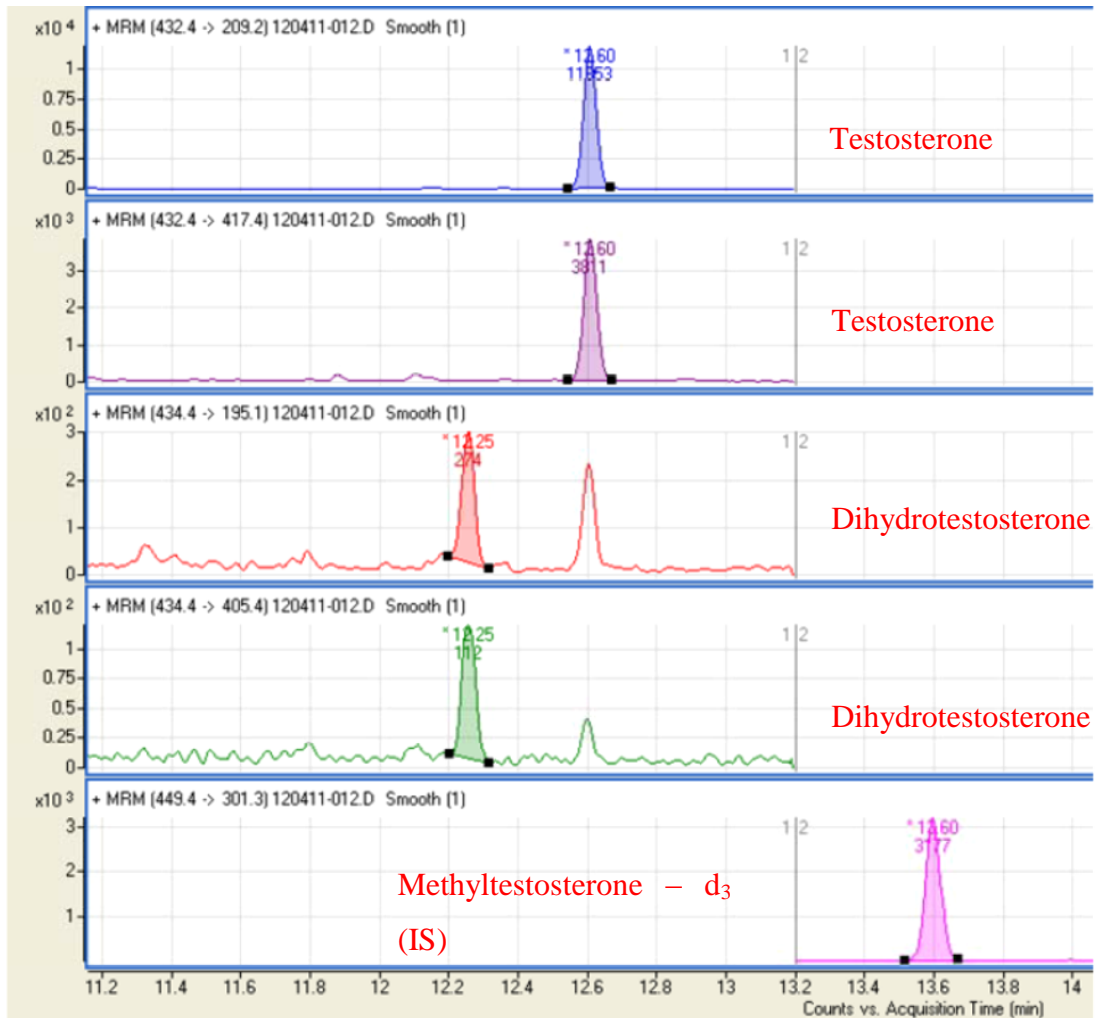 x10 4 + MRM (432.4 -> 209.2) 120411-012.D Smooth (1)
* 12.60
1 2
1
0.75
0.5
0.25
0
Testosterone
x10 3 + MRM (432.4 -> 417.4) 120411-012.D Smooth (1)
* 12.60
3811
1 2
3
2
1
0
Testosterone
x10 2 + MRM (434.4 -> 195.1) 120411-012.D Smooth (1)
* 12.25
274
1 2
3
2
1
0
Dihydrotestosterone
x10 2 + MRM (434.4 -> 405.4) 120411-012.D Smooth (1)
* 12.25
112
1 2
1
0.75
0.5
0.25
0
Dihydrotestosterone
x10 3 + MRM (449.4 -> 301.3) 120411-012.D Smooth (1)
* 13.60
3177
1 2
3
2
1
Methyltestosterone – d3
(IS)
11.2 11.4 11.6 11.8 12 12.2 12.4 12.6 12.8 13 13.2 13.4 13.6 13.8 14
Counts vs. Acquisition Time (min)